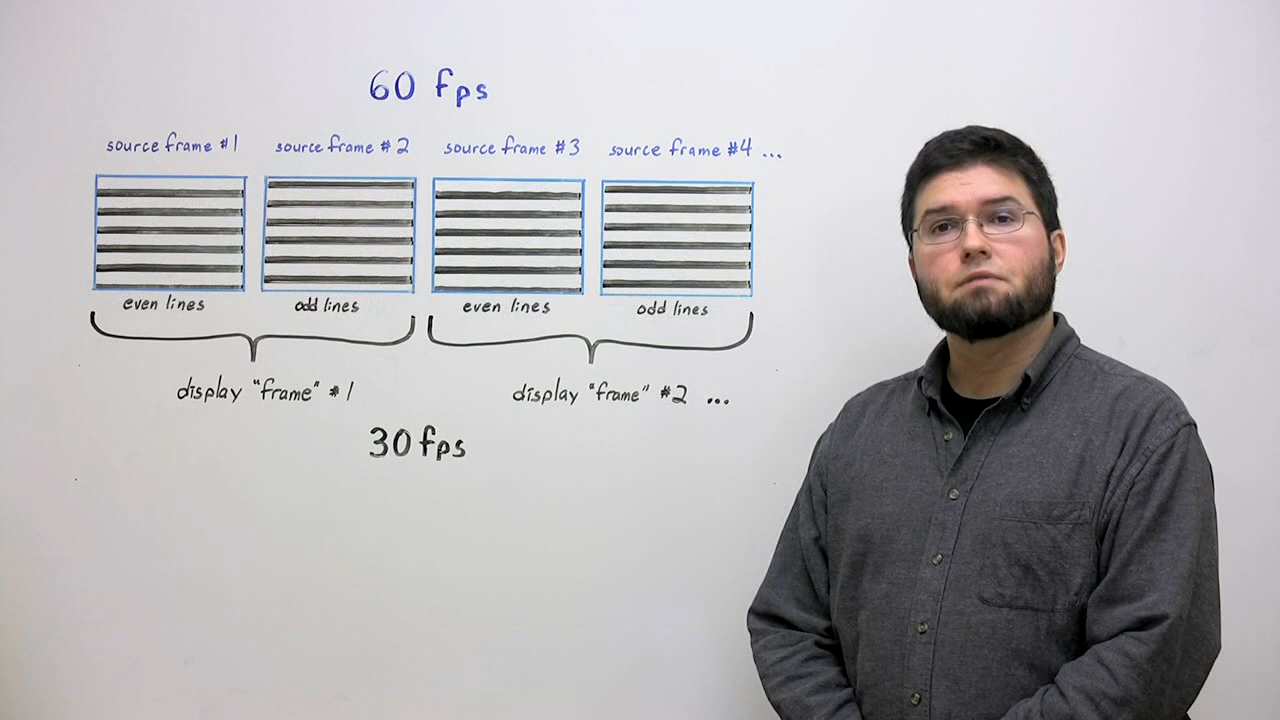 60 fps
source frame #1 source frame #2 source frame #3 source frame #4 ...
even lines odd lines even lines odd lines
display "frame" #1 display "frame" #2 ...
30 fps